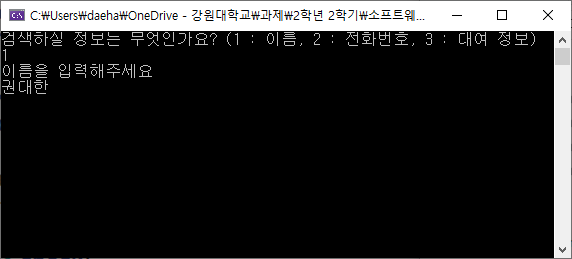 C:₩Users₩daeha₩OneDrive - 강원대학교₩과제₩2학년 2학기₩소프트웨...
검색하실 정보는 무엇인가요? (1 : 이름, 2 : 전화번호, 3 : 대여 정보)
1
이름을 입력해주세요
권대한